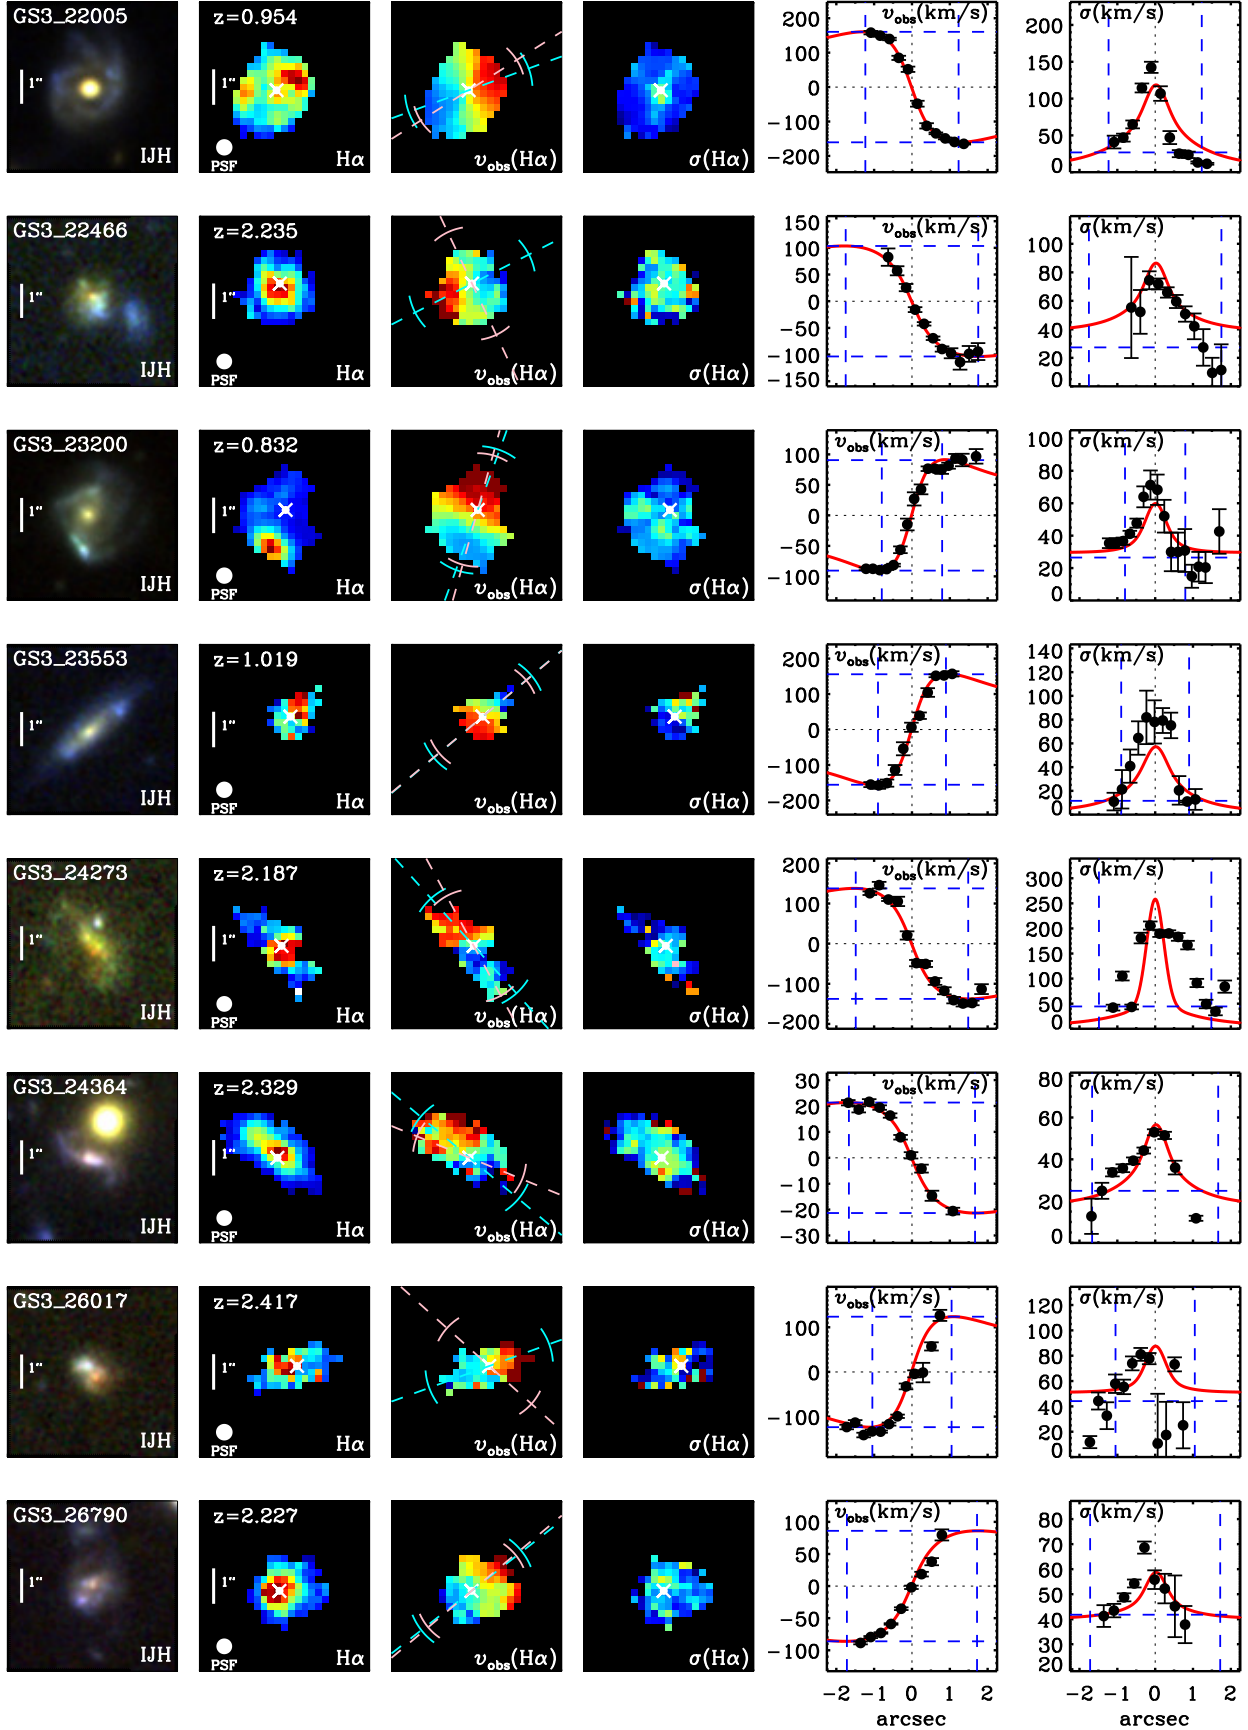 GS3_22005 z=0.954 v_obs(km/s) σ(km/s)
1" 1"
IJH PSF Hα v_obs(Hα) σ(Hα)
200 100 0 −100 −200
200 150 100 50 0
GS3_22466 z=2.235 v_obs(km/s) σ(km/s)
1" 1"
IJH PSF Hα v_obs(Hα) σ(Hα)
150 100 50 0 −50 −100 −150
100 80 60 40 20 0
GS3_23200 z=0.832 v_obs(km/s) σ(km/s)
1" 1"
IJH PSF Hα v_obs(Hα) σ(Hα)
100 50 0 −50 −100
100 80 60 40 20 0
GS3_23553 z=1.019 v_obs(km/s) σ(km/s)
1" 1"
IJH PSF Hα v_obs(Hα) σ(Hα)
200 100 0 −100 −200
140 120 100 80 60 40 20 0
GS3_24273 z=2.187 v_obs(km/s) σ(km/s)
1" 1"
IJH PSF Hα v_obs(Hα) σ(Hα)
200 100 0 −100 −200
300 250 200 150 100 50 0
GS3_24364 z=2.329 v_obs(km/s) σ(km/s)
1" 1"
IJH PSF Hα v_obs(Hα) σ(Hα)
30 20 10 0 −10 −20 −30
80 60 40 20 0
GS3_26017 z=2.417 v_obs(km/s) σ(km/s)
1" 1"
IJH PSF Hα v_obs(Hα) σ(Hα)
100 0 −100
120 100 80 60 40 20 0
GS3_26790 z=2.227 v_obs(km/s) σ(km/s)
1" 1"
IJH PSF Hα v_obs(Hα) σ(Hα)
100 50 0 −50 −100
80 70 60 50 40 30 20
−2 −1 0 1 2 −2 −1 0 1 2
arcsec arcsec